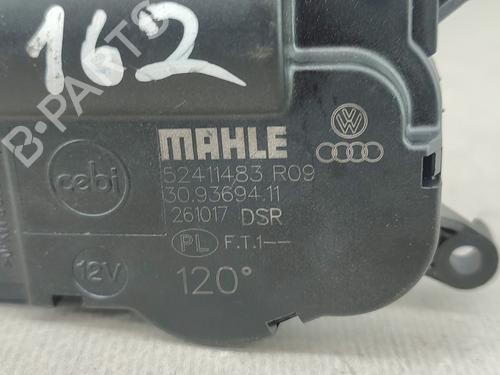 162
B-PARTS
MAHLE
52411483 R09
30.93694.11
261017 DSR
PL F.T.1--
120°
cebi
12V